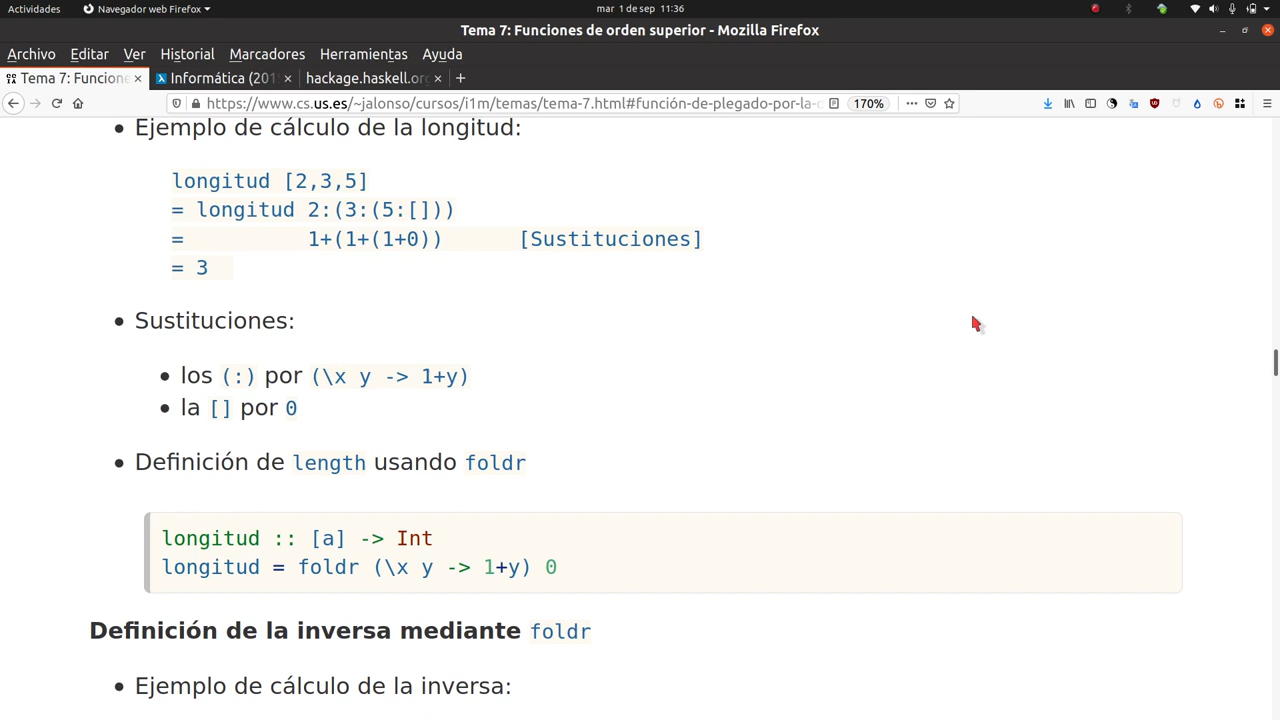 Actividades
Navegador web Firefox
mar 1 de sep 11:36
Tema 7: Funciones de orden superior - Mozilla Firefox
Archivo Editar Ver Historial Marcadores Herramientas Ayuda
Tema 7: Funcione
Informática (201
hackage.haskell.or
https://www.cs.us.es/~jalonso/cursos/i1m/temas/tema-7.html#función-de-plegado-por-la-d
170%
• Ejemplo de cálculo de la longitud:
longitud [2,3,5]
= longitud 2:(3:(5:[]))
= 1+(1+(1+0)) [Sustituciones]
= 3
• Sustituciones:
• los (:) por (\x y -> 1+y)
• la [] por 0
• Definición de length usando foldr
longitud :: [a] -> Int
longitud = foldr (\x y -> 1+y) 0
Definición de la inversa mediante foldr
• Ejemplo de cálculo de la inversa: